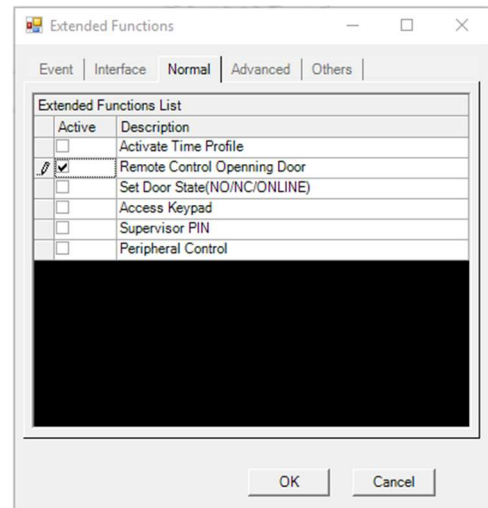 Extended Functions
Event Interface Normal Advanced Others
Extended Functions List
Active Description
Activate Time Profile
Remote Control Openning Door
Set Door State(NO/NC/ONLINE)
Access Keypad
Supervisor PIN
Peripheral Control
OK Cancel